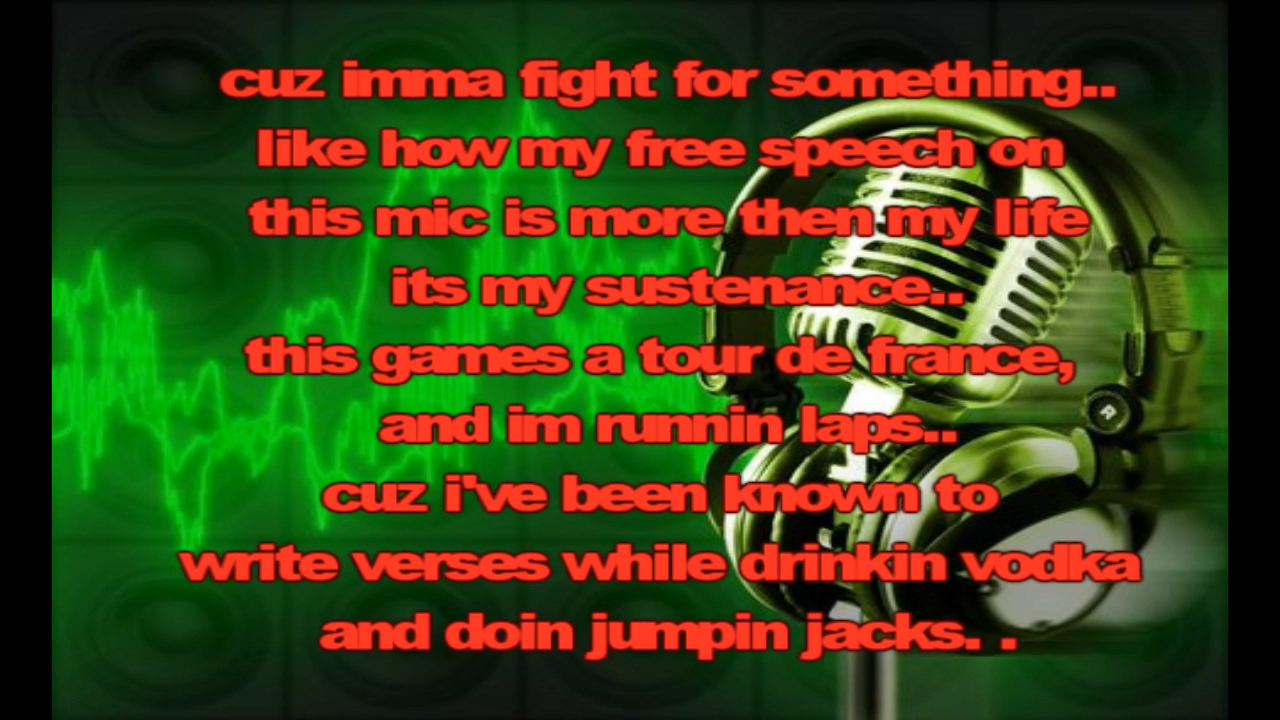 cuz imma fight for something..
like how my free speech on
this mic is more then my life
its my sustenance..
this games a tour de france,
and im runnin laps..
cuz i've been known to
write verses while drinkin vodka
and doin jumpin jacks. .
R